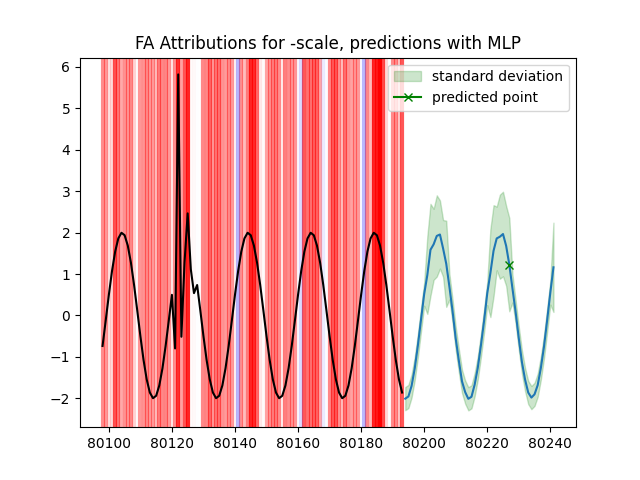 FA Attributions for -scale, predictions with MLP
standard deviation
predicted point
6
5
4
3
2
1
0
−1
−2
80100 80120 80140 80160 80180 80200 80220 80240